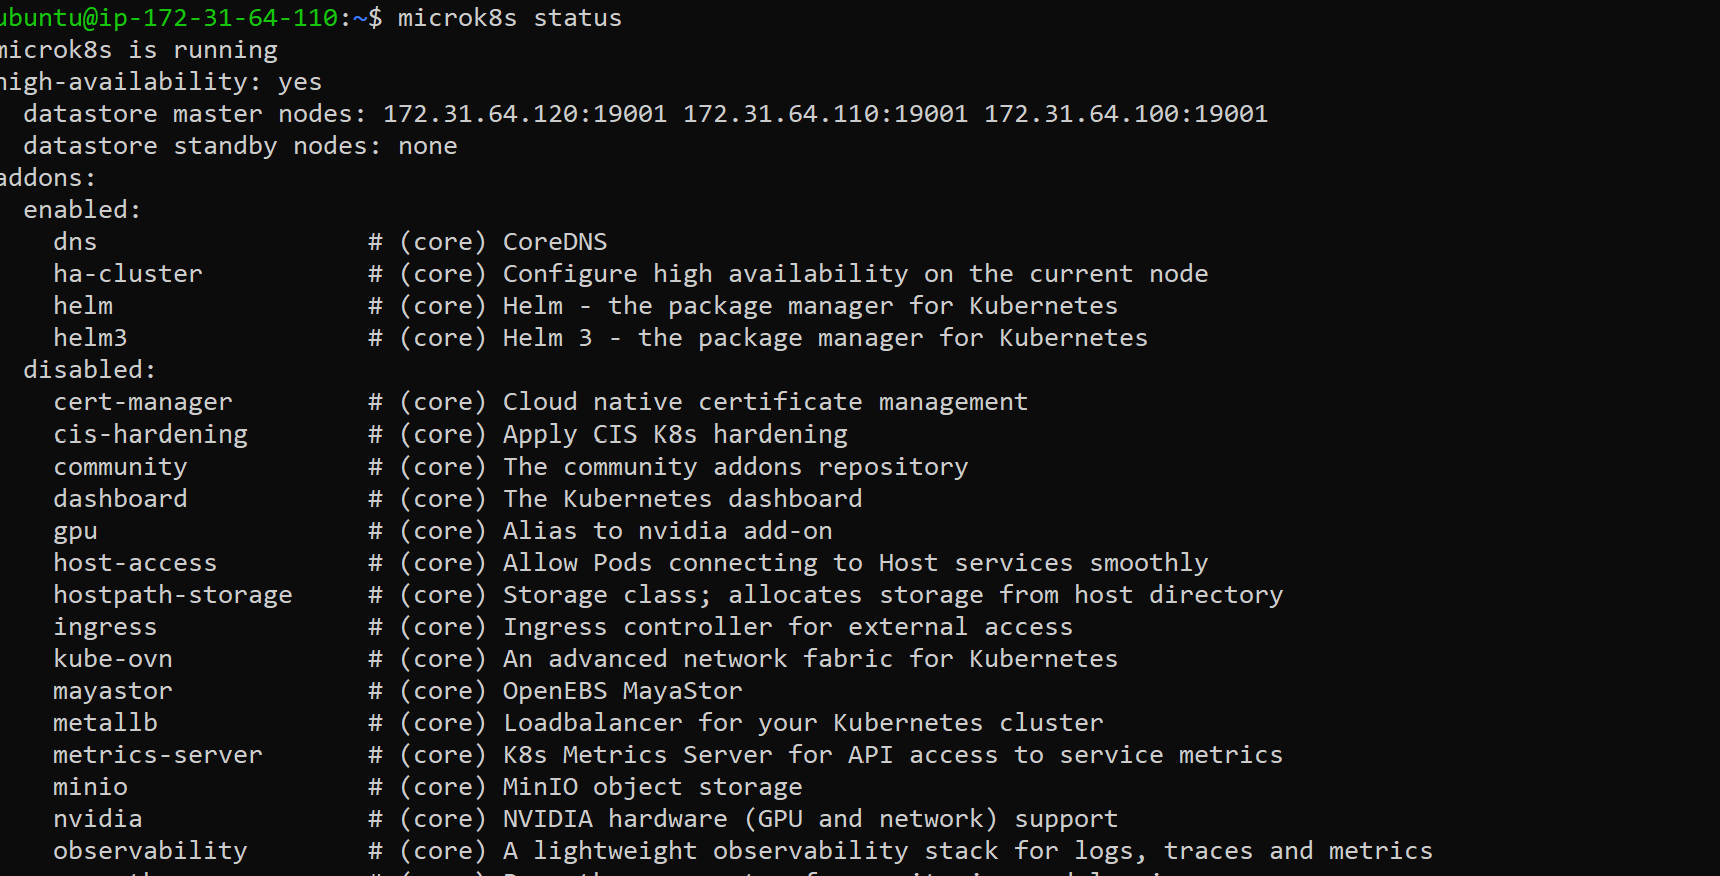 ubuntu@ip-172-31-64-110:~$ microk8s status
microk8s is running
high-availability: yes
  datastore master nodes: 172.31.64.120:19001 172.31.64.110:19001 172.31.64.100:19001
  datastore standby nodes: none
addons:
  enabled:
    dns                  # (core) CoreDNS
    ha-cluster           # (core) Configure high availability on the current node
    helm                 # (core) Helm - the package manager for Kubernetes
    helm3                # (core) Helm 3 - the package manager for Kubernetes
  disabled:
    cert-manager         # (core) Cloud native certificate management
    cis-hardening        # (core) Apply CIS K8s hardening
    community            # (core) The community addons repository
    dashboard            # (core) The Kubernetes dashboard
    gpu                  # (core) Alias to nvidia add-on
    host-access          # (core) Allow Pods connecting to Host services smoothly
    hostpath-storage     # (core) Storage class; allocates storage from host directory
    ingress              # (core) Ingress controller for external access
    kube-ovn             # (core) An advanced network fabric for Kubernetes
    mayastor             # (core) OpenEBS MayaStor
    metallb              # (core) Loadbalancer for your Kubernetes cluster
    metrics-server       # (core) K8s Metrics Server for API access to service metrics
    minio                # (core) MinIO object storage
    nvidia               # (core) NVIDIA hardware (GPU and network) support
    observability        # (core) A lightweight observability stack for logs, traces and metrics